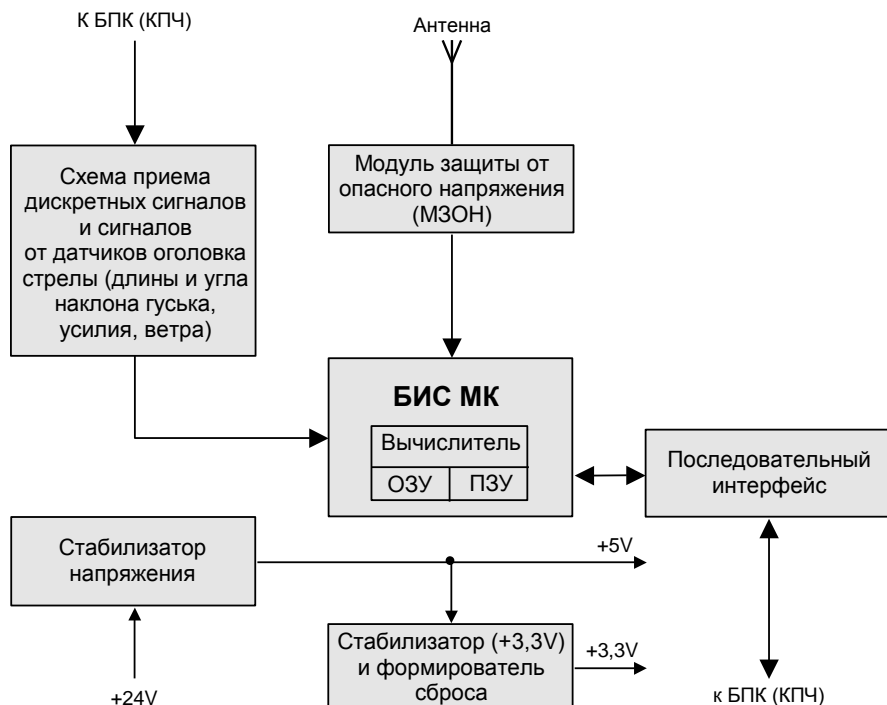 К БПК (КПЧ)
Антенна
Схема приема
дискретных сигналов
и сигналов
от датчиков оголовка
стрелы (длины и угла
наклона гуська,
усилия, ветра)
Модуль защиты от
опасного напряжения
(МЗОН)
БИС МК
Вычислитель
ОЗУ
ПЗУ
Последовательный
интерфейс
Стабилизатор
напряжения
+5V
Стабилизатор (+3,3V)
и формирователь
сброса
+3,3V
+24V
к БПК (КПЧ)